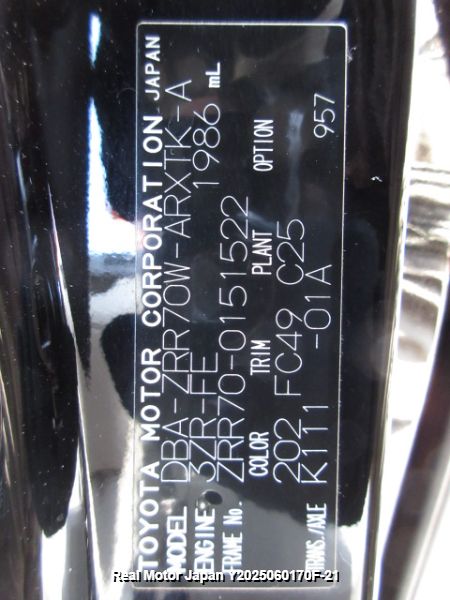 TOYOTA MOTOR CORPORATION JAPAN
MODEL DBA-ZRR70W-ARXTK-A
ENGINE 3ZR-FE 1986 mL
FRAME No. ZRR70-0151522
COLOR TRIM PLANT OPTION
202 FC49 C25 957
TRANS./AXLE K111 -01A
Real Motor Japan Y2025060170F-21